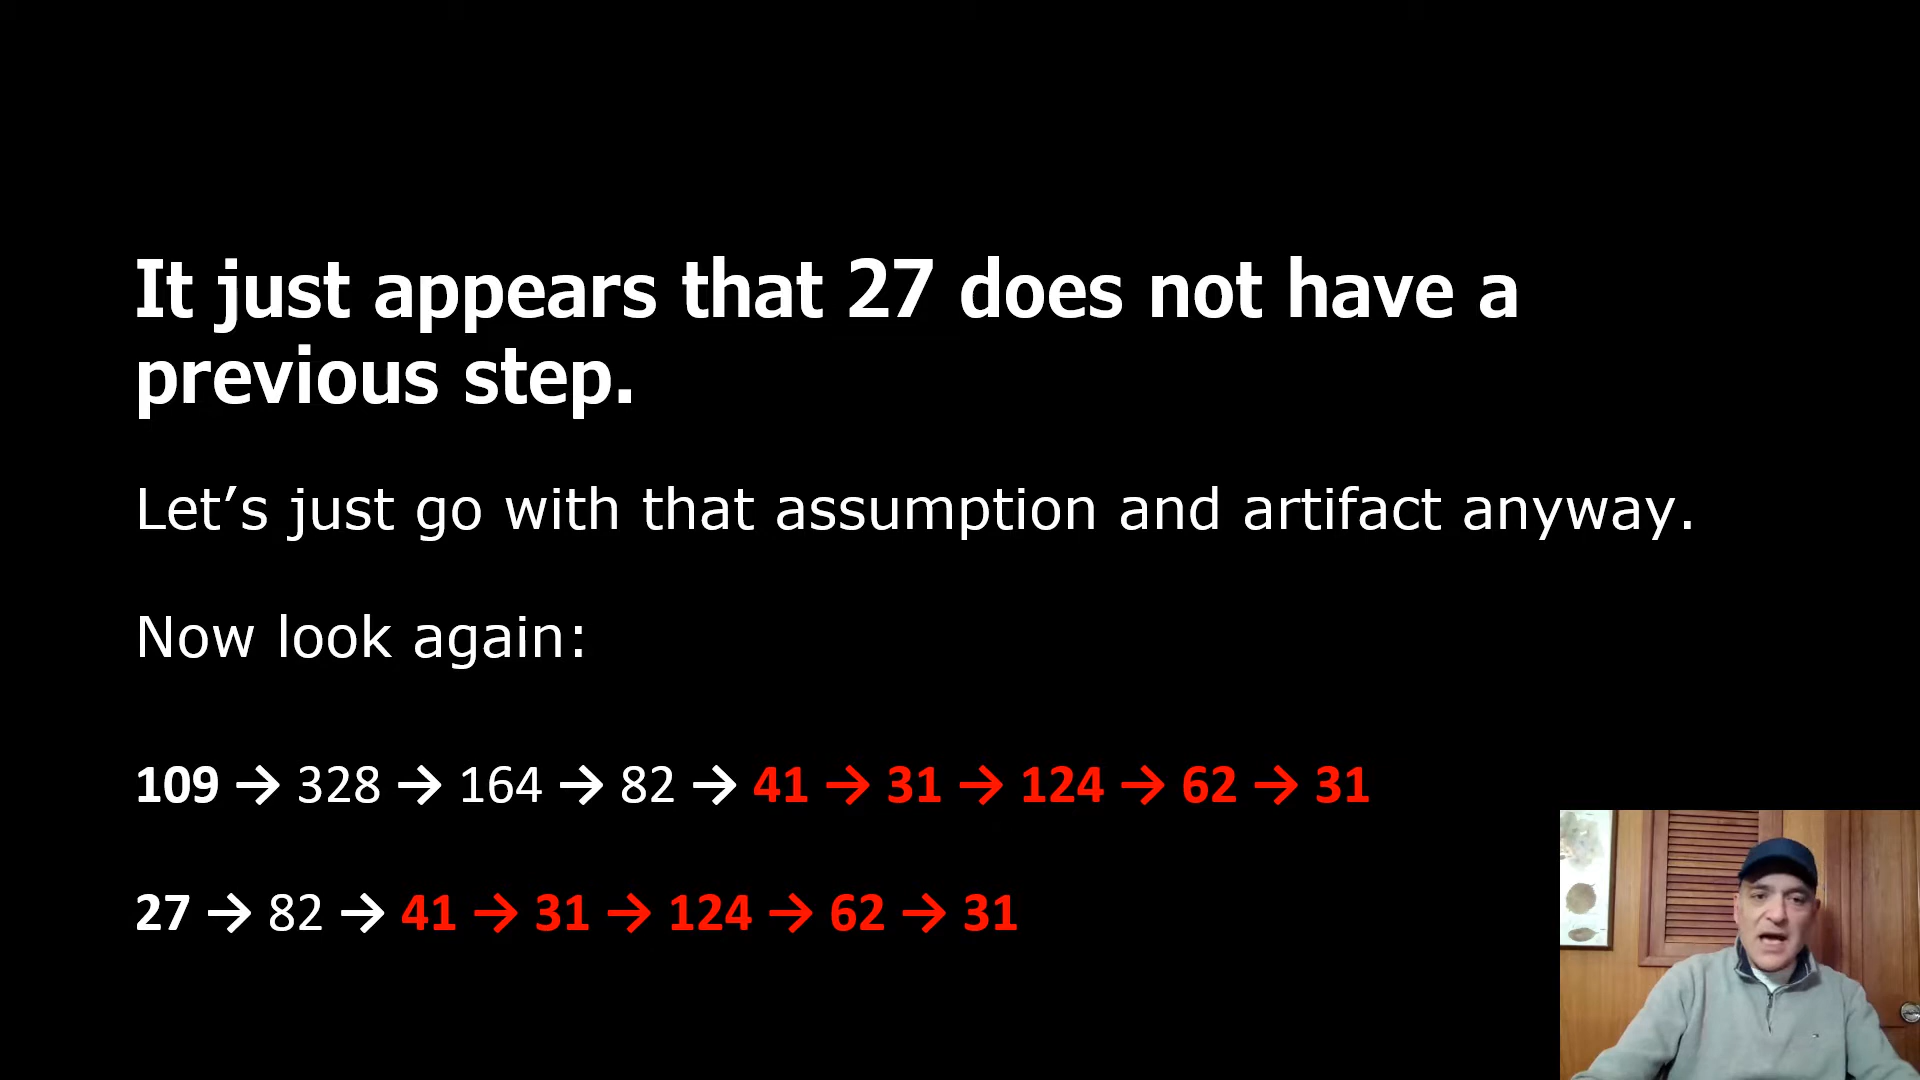 It just appears that 27 does not have a
previous step.
Let’s just go with that assumption and artifact anyway.
Now look again:
109 → 328 → 164 → 82 → 41 → 31 → 124 → 62 → 31
27 → 82 → 41 → 31 → 124 → 62 → 31